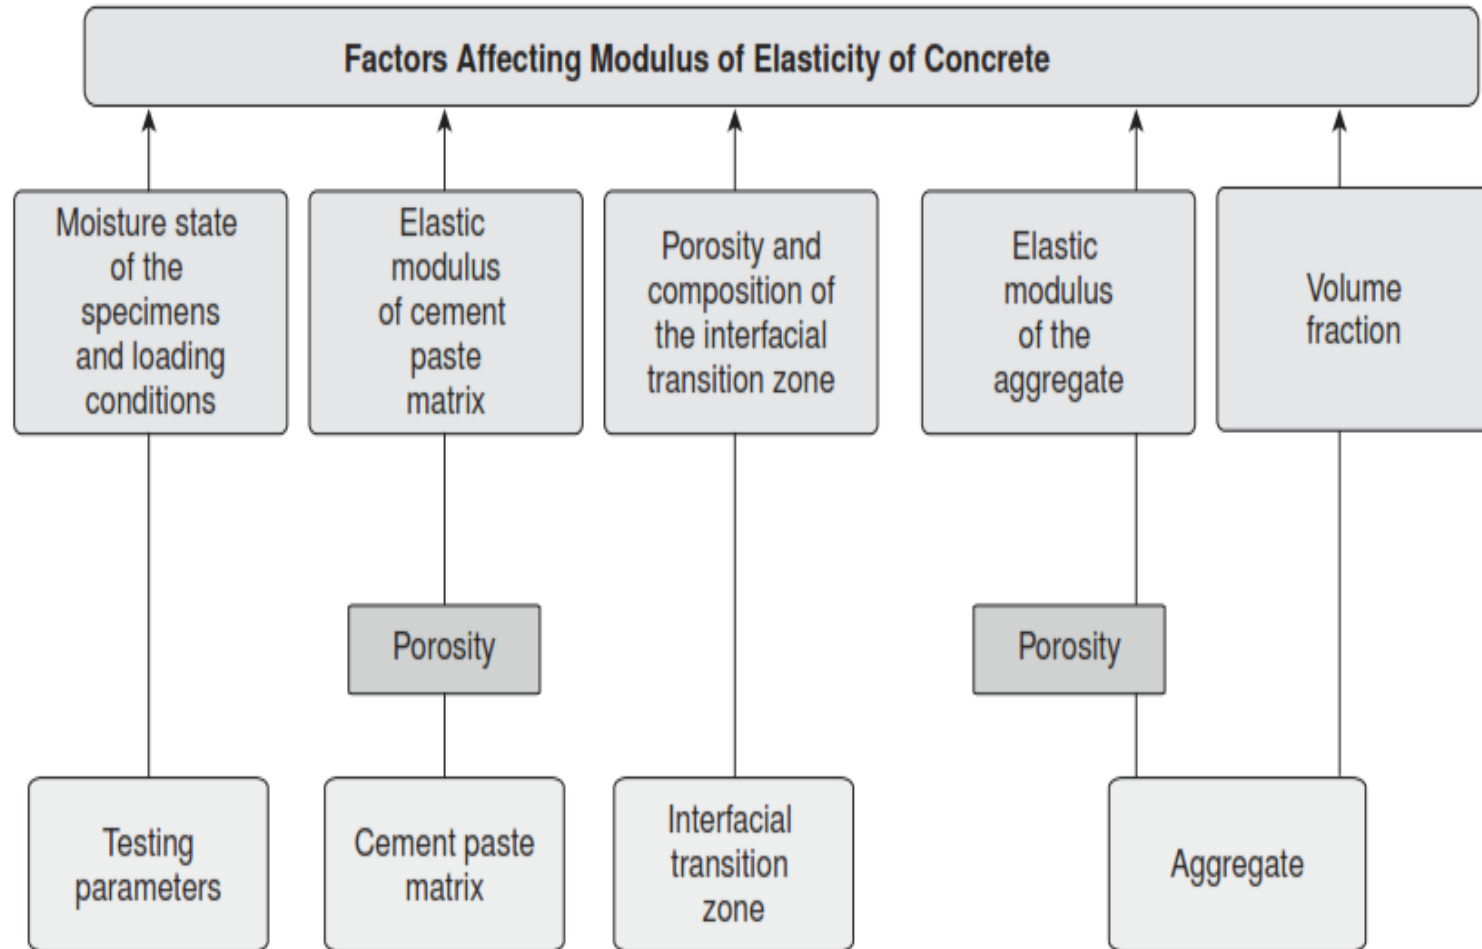 Factors Affecting Modulus of Elasticity of Concrete
Moisture state
of the
specimens
and loading
conditions
Elastic
modulus
of cement
paste
matrix
Porosity and
composition of
the interfacial
transition zone
Elastic
modulus
of the
aggregate
Volume
fraction
Porosity
Porosity
Testing
parameters
Cement paste
matrix
Interfacial
transition
zone
Aggregate